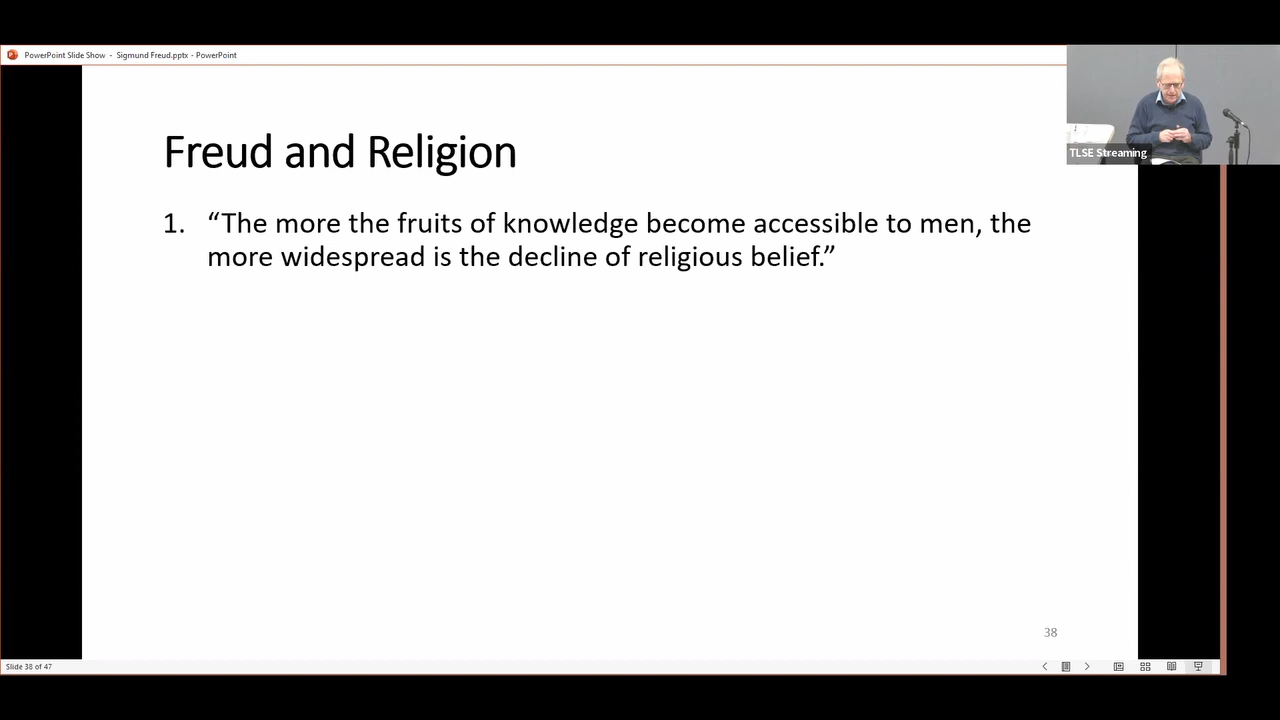 PowerPoint Slide Show - Sigmund Freud.pptx - PowerPoint
TLSE Streaming
Freud and Religion
1. “The more the fruits of knowledge become accessible to men, the
more widespread is the decline of religious belief.”
38
Slide 38 of 47